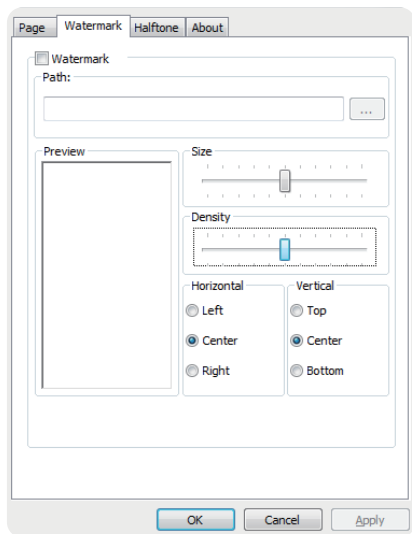 Page Watermark Halftone About
Watermark
Path:
...
Preview
Size
Density
Horizontal Vertical
Left Top
Center Center
Right Bottom
OK Cancel Apply